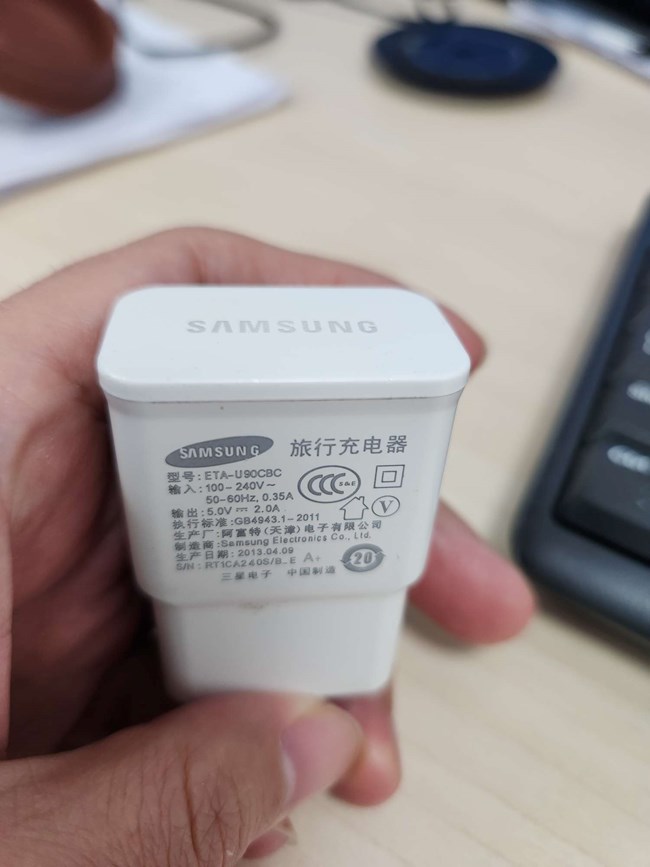 SAMSUNG
SAMSUNG 旅行充电器
型号: ETA-U90CBC
输入: 100-240V~
50-60Hz, 0.35A
输出: 5.0V ⎓ 2.0A
执行标准: GB4943.1-2011
生产厂: 阿富特(天津)电子有限公司
制造商: Samsung Electronics Co., Ltd.
生产日期: 2013.04.09
S/N: RT1CA240S/B-E A+
三星电子 中国制造
CCC S&E
V
20